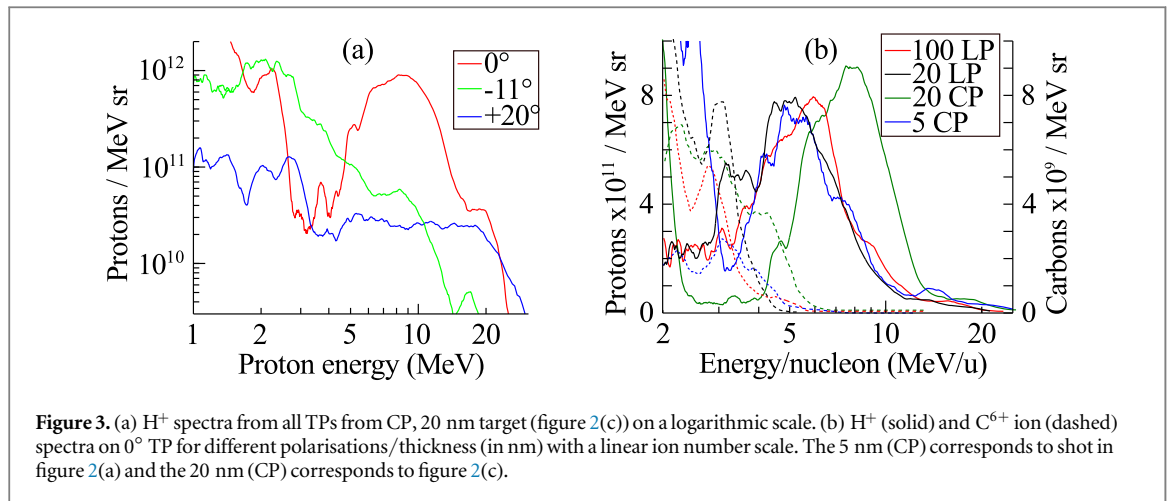 (a)
0°
-11°
+20°
10¹²
10¹¹
10¹⁰
Protons / MeV sr
1 2 5 10 20
Proton energy (MeV)
(b)
100 LP
20 LP
20 CP
5 CP
8
4
0
Protons x10¹¹ / MeV sr
8
4
0
Carbons x10⁹ / MeV sr
2 5 10 20
Energy/nucleon (MeV/u)
Figure 3. (a) H⁺ spectra from all TPs from CP, 20 nm target (figure 2(c)) on a logarithmic scale. (b) H⁺ (solid) and C⁶⁺ ion (dashed)
spectra on 0° TP for different polarisations/thickness (in nm) with a linear ion number scale. The 5 nm (CP) corresponds to shot in
figure 2(a) and the 20 nm (CP) corresponds to figure 2(c).